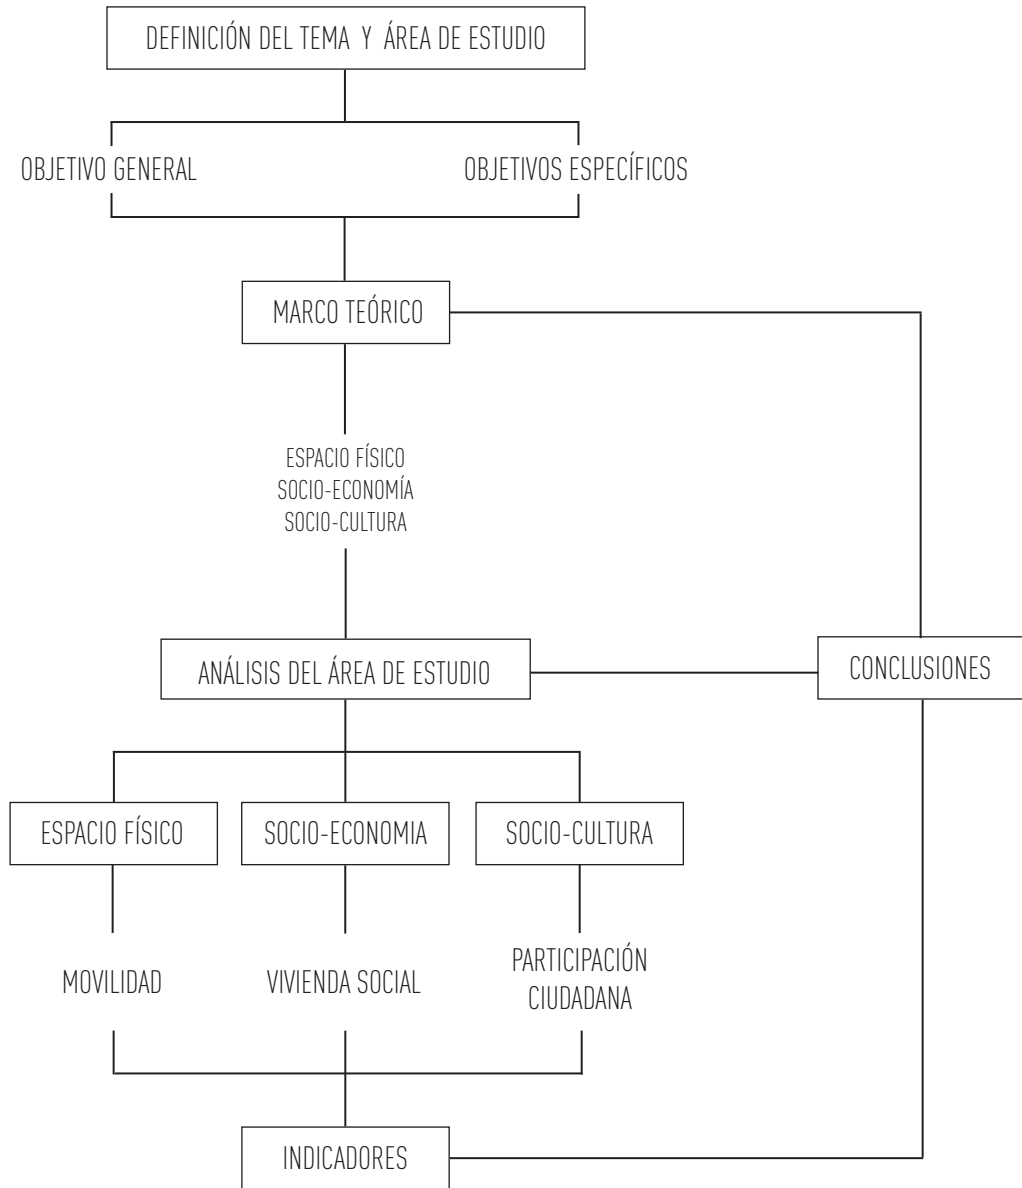 DEFINICIÓN DEL TEMA Y ÁREA DE ESTUDIO
OBJETIVO GENERAL
OBJETIVOS ESPECÍFICOS
MARCO TEÓRICO
ESPACIO FÍSICO
SOCIO-ECONOMÍA
SOCIO-CULTURA
ANÁLISIS DEL ÁREA DE ESTUDIO
CONCLUSIONES
ESPACIO FÍSICO
SOCIO-ECONOMIA
SOCIO-CULTURA
MOVILIDAD
VIVIENDA SOCIAL
PARTICIPACIÓN
CIUDADANA
INDICADORES